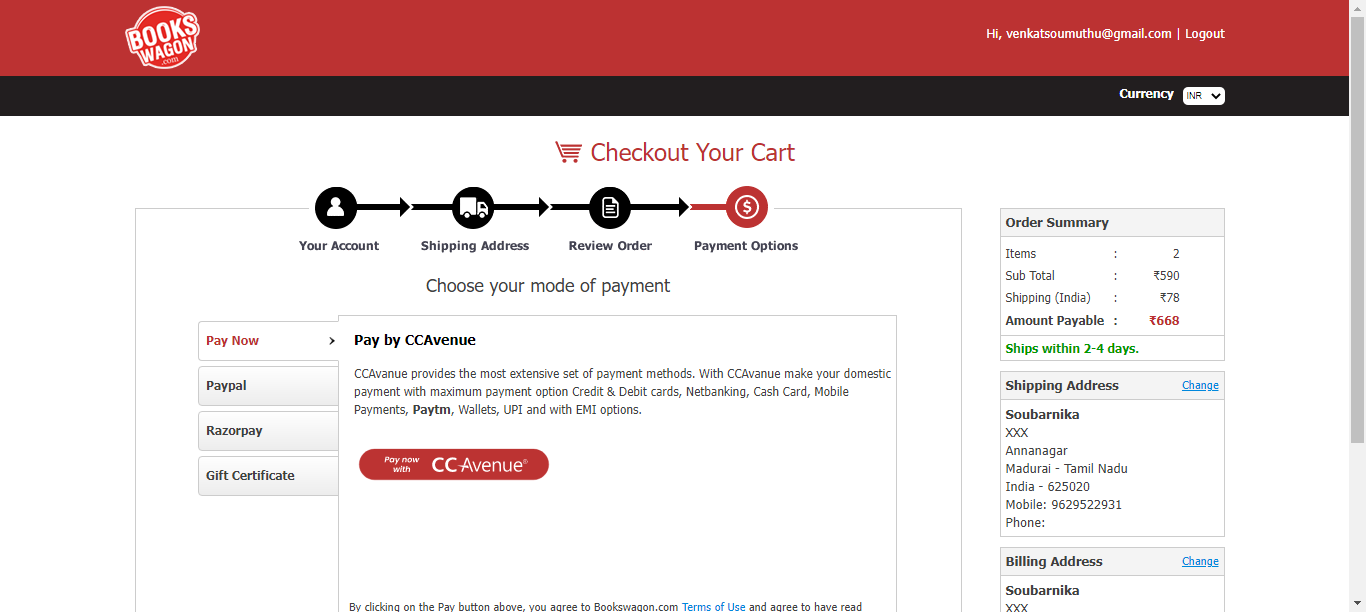 BOOKS
WAGON
.com
Hi, venkatsoumuthu@gmail.com | Logout
Currency INR
Checkout Your Cart
Your Account Shipping Address Review Order Payment Options
Choose your mode of payment
Pay Now
Paypal
Razorpay
Gift Certificate
Pay by CCAvenue
CCAvanue provides the most extensive set of payment methods. With CCAvanue make your domestic
payment with maximum payment option Credit & Debit cards, Netbanking, Cash Card, Mobile
Payments, Paytm, Wallets, UPI and with EMI options.
Pay now
with CCAvenue®
By clicking on the Pay button above, you agree to Bookswagon.com Terms of Use and agree to have read
Order Summary
Items : 2
Sub Total : ₹590
Shipping (India) : ₹78
Amount Payable : ₹668
Ships within 2-4 days.
Shipping Address Change
Soubarnika
XXX
Annanagar
Madurai - Tamil Nadu
India - 625020
Mobile: 9629522931
Phone:
Billing Address Change
Soubarnika
XXX